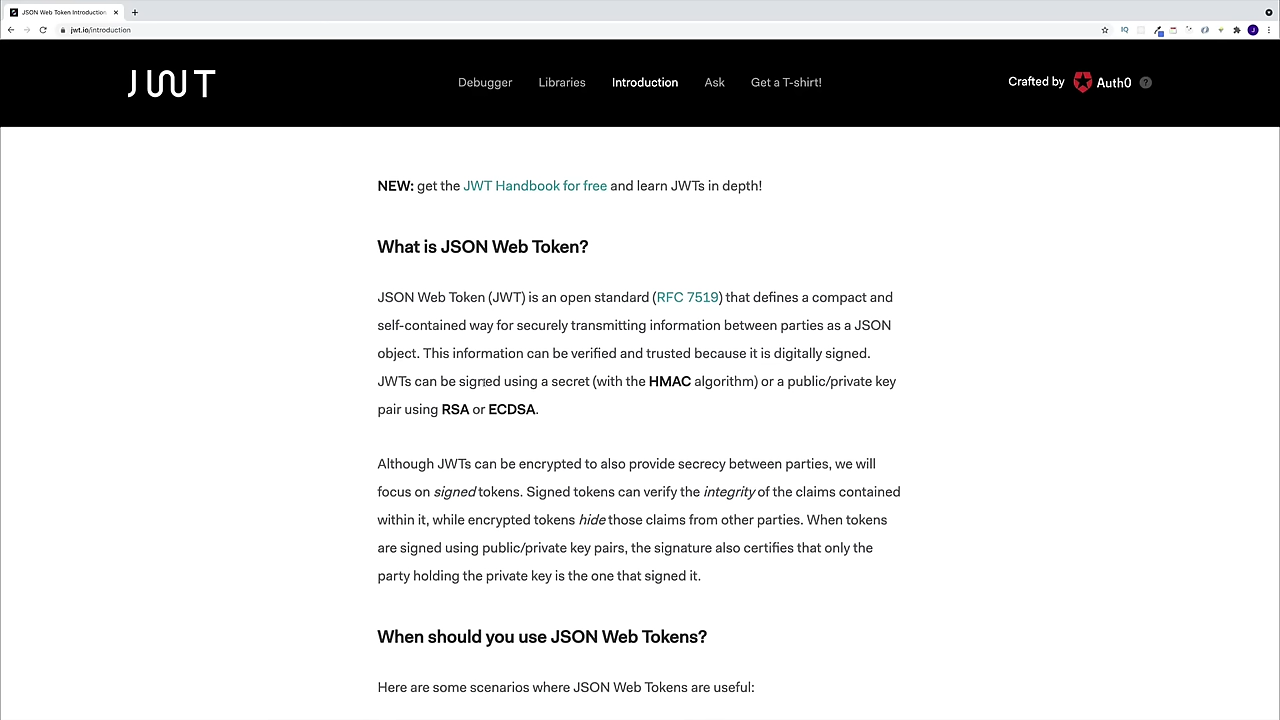 JSON Web Token Introduction
jwt.io/introduction
JWT
Debugger
Libraries
Introduction
Ask
Get a T-shirt!
Crafted by
Auth0
?
NEW: get the JWT Handbook for free and learn JWTs in depth!
What is JSON Web Token?
JSON Web Token (JWT) is an open standard (RFC 7519) that defines a compact and
self-contained way for securely transmitting information between parties as a JSON
object. This information can be verified and trusted because it is digitally signed.
JWTs can be signed using a secret (with the HMAC algorithm) or a public/private key
pair using RSA or ECDSA.
Although JWTs can be encrypted to also provide secrecy between parties, we will
focus on signed tokens. Signed tokens can verify the integrity of the claims contained
within it, while encrypted tokens hide those claims from other parties. When tokens
are signed using public/private key pairs, the signature also certifies that only the
party holding the private key is the one that signed it.
When should you use JSON Web Tokens?
Here are some scenarios where JSON Web Tokens are useful: